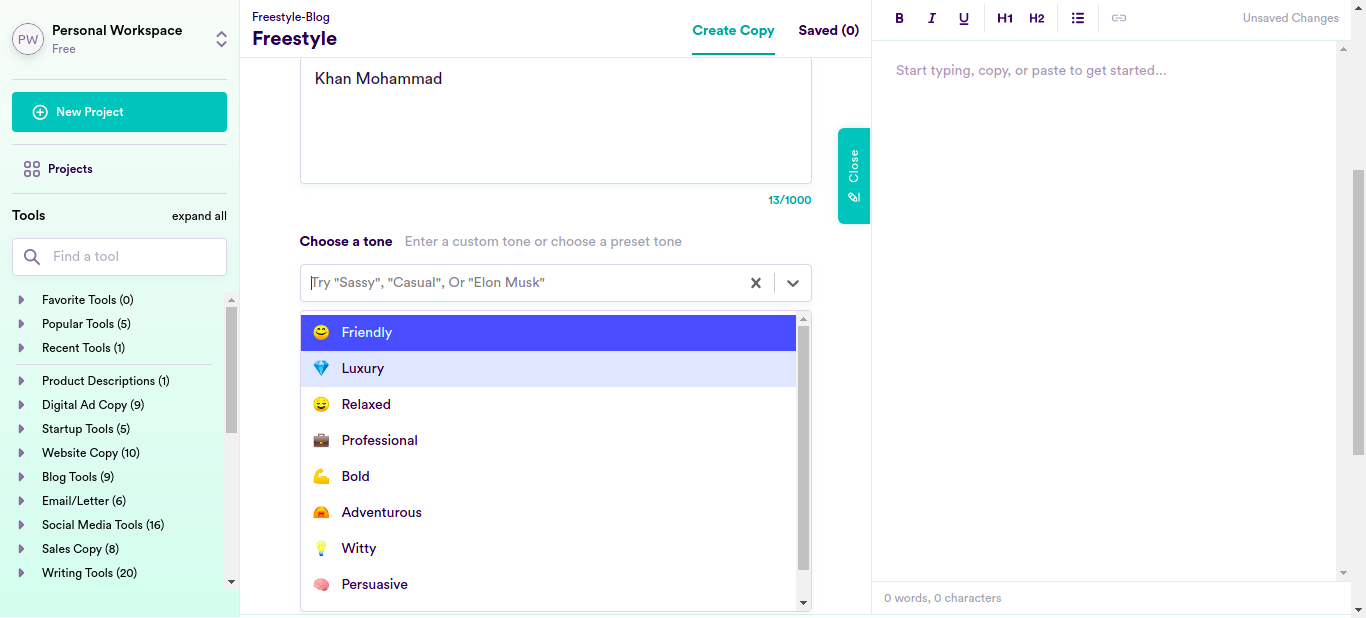 PW
Personal Workspace
Free
New Project
Projects
Tools
expand all
Find a tool
Favorite Tools (0)
Popular Tools (5)
Recent Tools (1)
Product Descriptions (1)
Digital Ad Copy (9)
Startup Tools (5)
Website Copy (10)
Blog Tools (9)
Email/Letter (6)
Social Media Tools (16)
Sales Copy (8)
Writing Tools (20)
Freestyle-Blog
Freestyle
Create Copy
Saved (0)
Khan Mohammad
13/1000
Close
Choose a tone Enter a custom tone or choose a preset tone
Try "Sassy", "Casual", Or "Elon Musk"
Friendly
Luxury
Relaxed
Professional
Bold
Adventurous
Witty
Persuasive
B I U H1 H2
Unsaved Changes
Start typing, copy, or paste to get started...
0 words, 0 characters